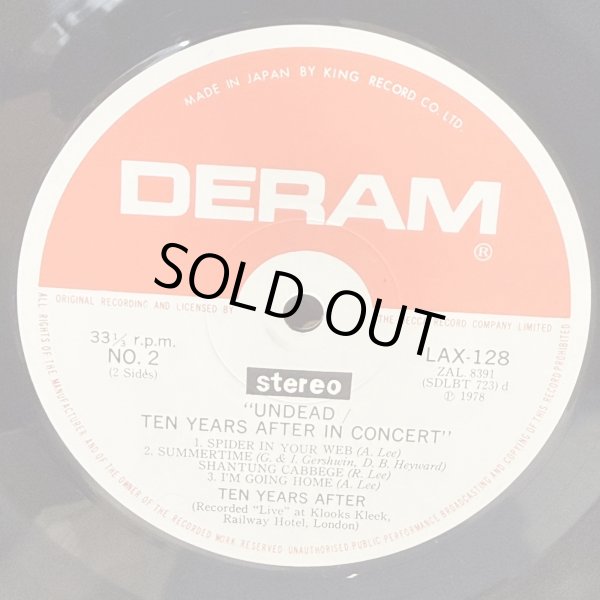 MADE IN JAPAN BY KING RECORD CO. LTD.
DERAM
®
SOLD OUT
ORIGINAL RECORDING AND LICENSED BY THE DECCA RECORD COMPANY LIMITED
33⅓ r.p.m.
NO. 2
(2 Sides)
LAX-128
ZAL. 8391
(SDLBT 723) d
℗ 1978
stereo
"UNDEAD /
TEN YEARS AFTER IN CONCERT"
1. SPIDER IN YOUR WEB (A. Lee)
2. SUMMERTIME (G. & I. Gershwin, D. B. Heyward)
SHANTUNG CABBEGE (R. Lee)
3. I'M GOING HOME (A. Lee)
TEN YEARS AFTER
(Recorded "Live" at Klooks Kleek,
Railway Hotel, London)
ALL RIGHTS OF THE MANUFACTURER AND OF THE OWNER OF THE RECORDED WORK RESERVED UNAUTHORISED PUBLIC PERFORMANCE BROADCASTING AND COPYING OF THIS RECORD PROHIBITED